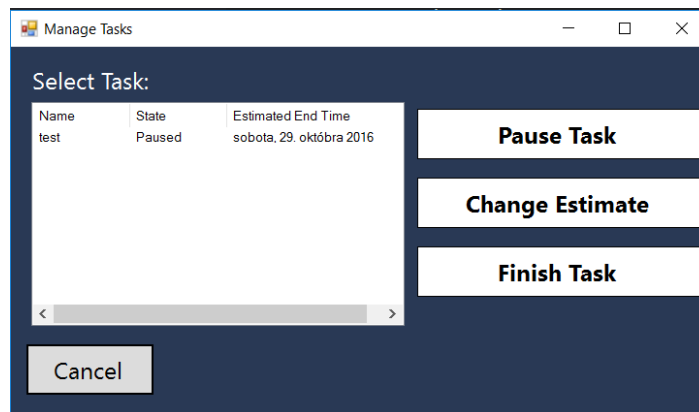 Manage Tasks
Select Task:
Name State Estimated End Time
test Paused sobota, 29. októbra 2016
Pause Task
Change Estimate
Finish Task
Cancel